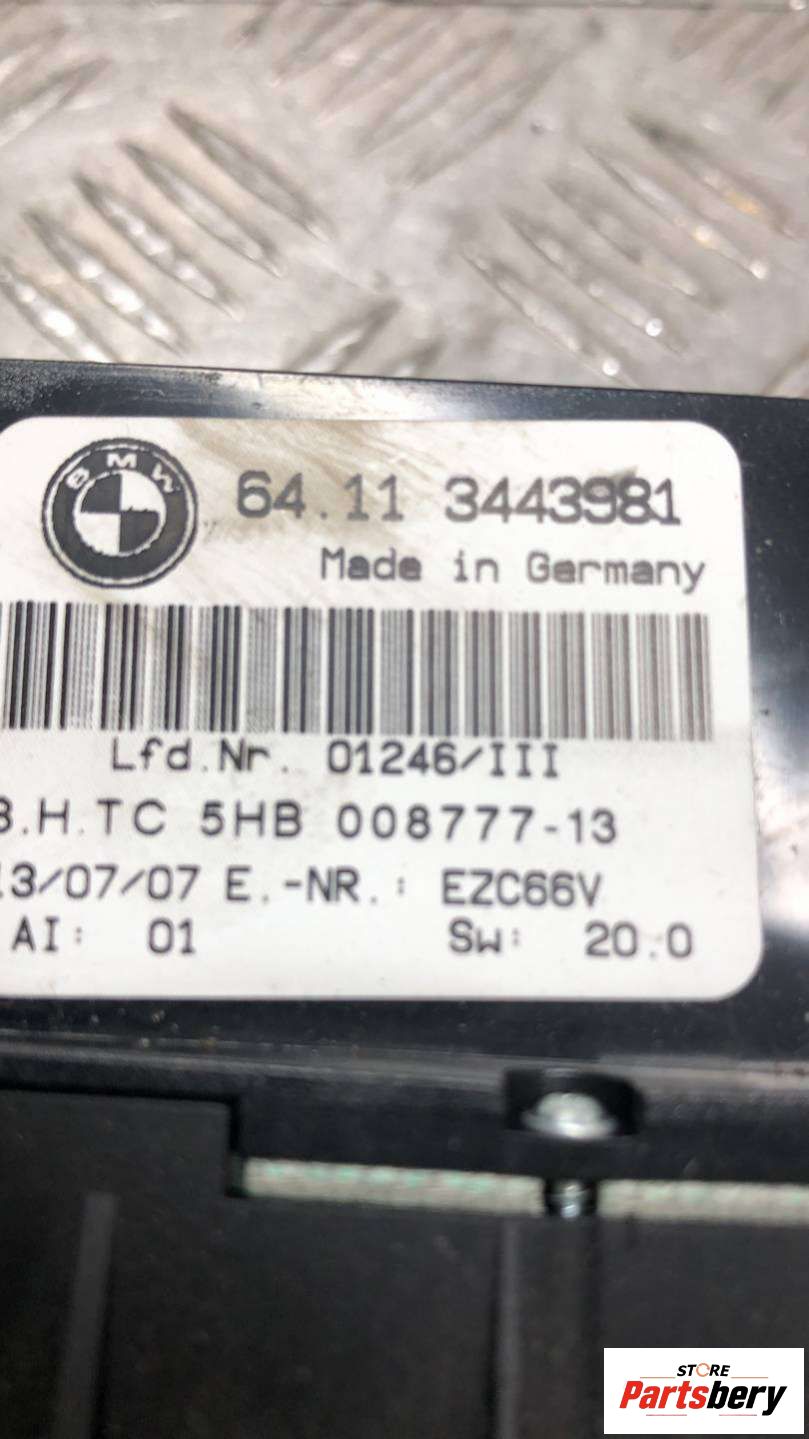 BMW
64.11 3443981
Made in Germany
Lfd.Nr. 01246/III
B.H.TC 5HB 008777-13
13/07/07 E.-NR.: EZC66V
AI: 01 Sw: 20.0
STORE
Partsbery